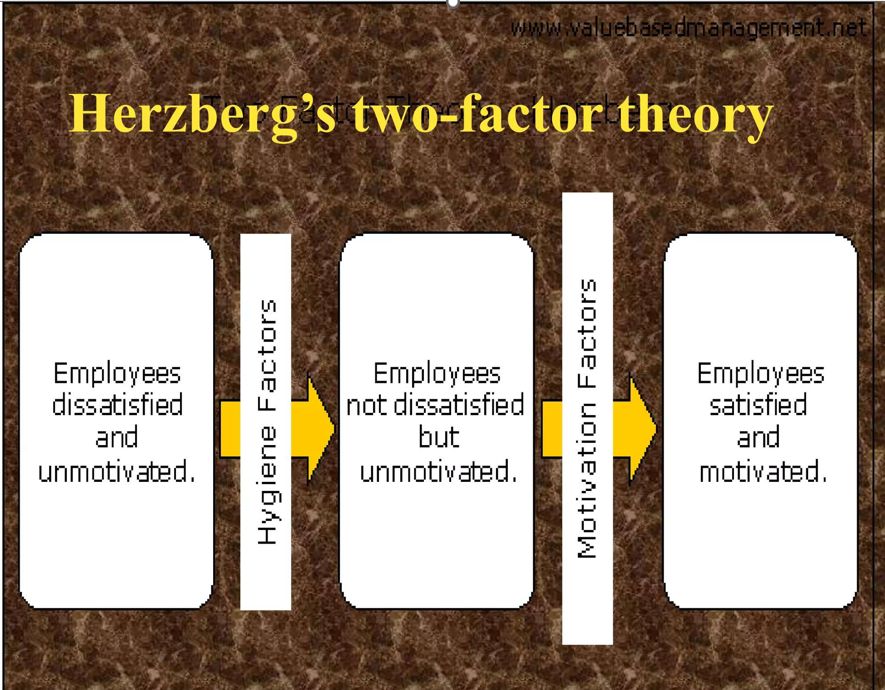 www.valuebasedmanagement.net
Herzberg's two-factor theory
Employees
dissatisfied
and
unmotivated.
Hygiene Factors
Employees
not dissatisfied
but
unmotivated.
Motivation Factors
Employees
satisfied
and
motivated.